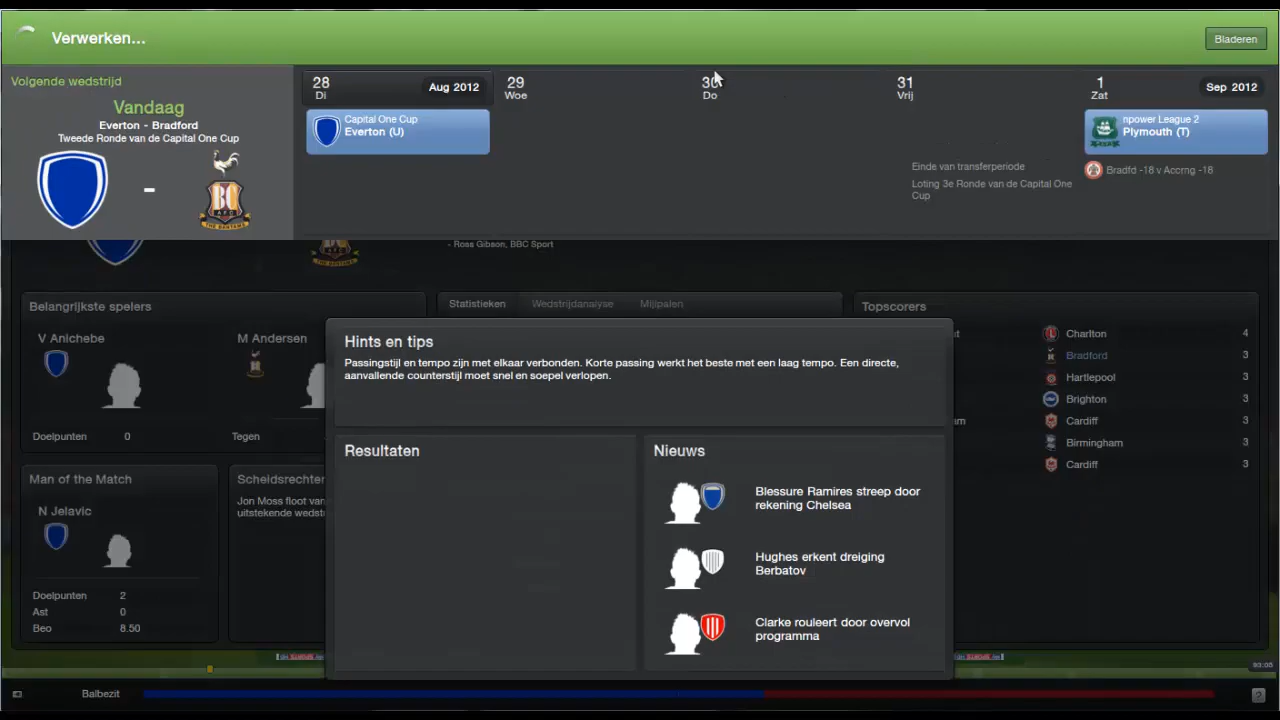 Verwerken...
Bladeren
Volgende wedstrijd
Vandaag
Everton - Bradford
Tweede Ronde van de Capital One Cup
-
28
Di
Aug 2012
29
Woe
30
Do
31
Vrij
1
Zat
Sep 2012
Capital One Cup
Everton (U)
npower League 2
Plymouth (T)
Einde van transferperiode
Loting 3e Ronde van de Capital One
Cup
Bradfd -18 v Accrng -18
- Ross Gibson, BBC Sport
Belangrijkste spelers
V Anichebe
M Andersen
Doelpunten 0
Tegen
Statistieken
Wedstrijdanalyse
Mijlpalen
Topscorers
Charlton 4
Bradford 3
Hartlepool 3
Brighton 3
Cardiff 3
Birmingham 3
Cardiff 3
Hints en tips
Passingstijl en tempo zijn met elkaar verbonden. Korte passing werkt het beste met een laag tempo. Een directe,
aanvallende counterstijl moet snel en soepel verlopen.
Resultaten
Nieuws
Blessure Ramires streep door
rekening Chelsea
Hughes erkent dreiging
Berbatov
Clarke rouleert door overvol
programma
Man of the Match
N Jelavic
Doelpunten 2
Ast 0
Beo 8.50
Scheidsrechter
Jon Moss floot van
uitstekende wedstr
Balbezit
?